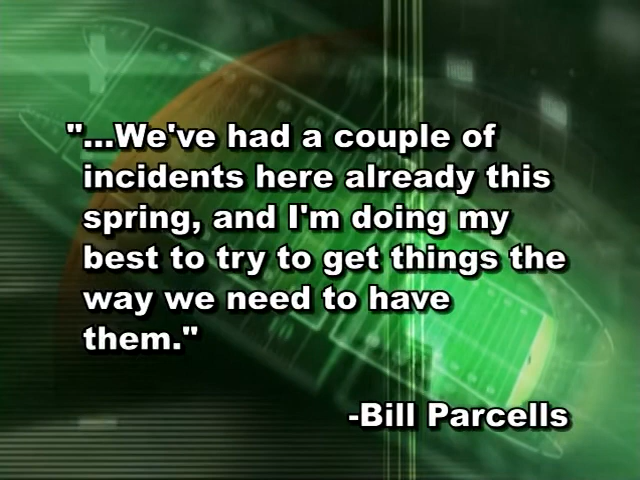 "...We've had a couple of
incidents here already this
spring, and I'm doing my
best to try to get things the
way we need to have
them."
-Bill Parcells